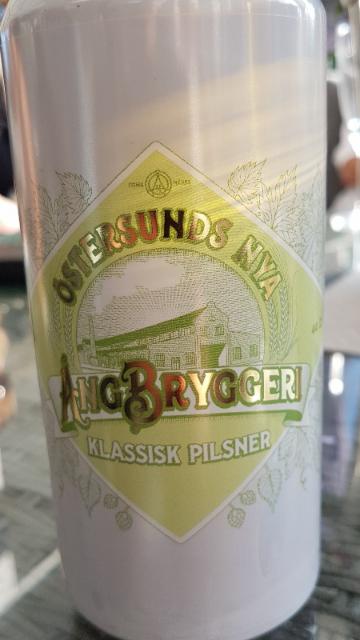 ÖSTERSUNDS NYA
ÅNGBRYGGERI
KLASSISK PILSNER